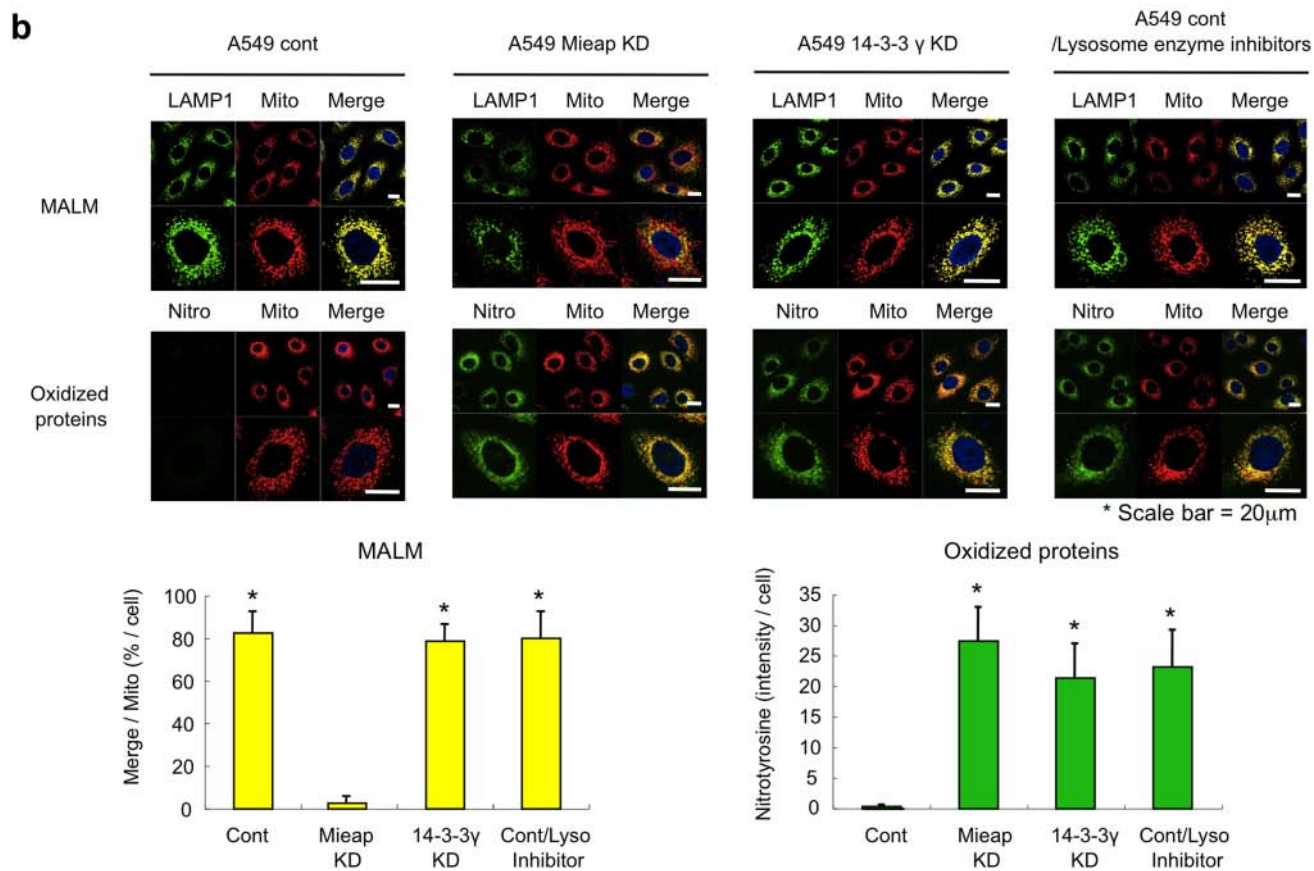 b
A549 cont
A549 Mieap KD
A549 14-3-3 γ KD
A549 cont
/Lysosome enzyme inhibitors
LAMP1 Mito Merge
LAMP1 Mito Merge
LAMP1 Mito Merge
LAMP1 Mito Merge
MALM
Nitro Mito Merge
Nitro Mito Merge
Nitro Mito Merge
Nitro Mito Merge
Oxidized
proteins
* Scale bar = 20μm
MALM
Merge / Mito (% / cell)
100
80
60
40
20
0
* * *
Cont
Mieap
KD
14-3-3γ
KD
Cont/Lyso
Inhibitor
Oxidized proteins
Nitrotyrosine (intensity / cell)
35
30
25
20
15
10
5
0
* * *
Cont
Mieap
KD
14-3-3γ
KD
Cont/Lyso
Inhibitor